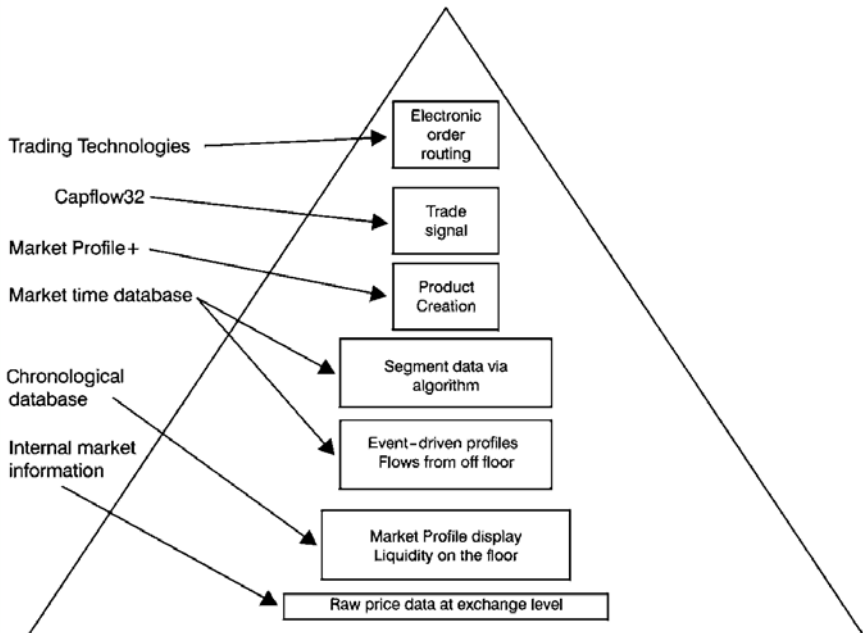 Trading Technologies
Capflow32
Market Profile+
Market time database
Chronological
database
Internal market
information
Electronic
order
routing
Trade
signal
Product
Creation
Segment data via
algorithm
Event-driven profiles
Flows from off floor
Market Profile display
Liquidity on the floor
Raw price data at exchange level